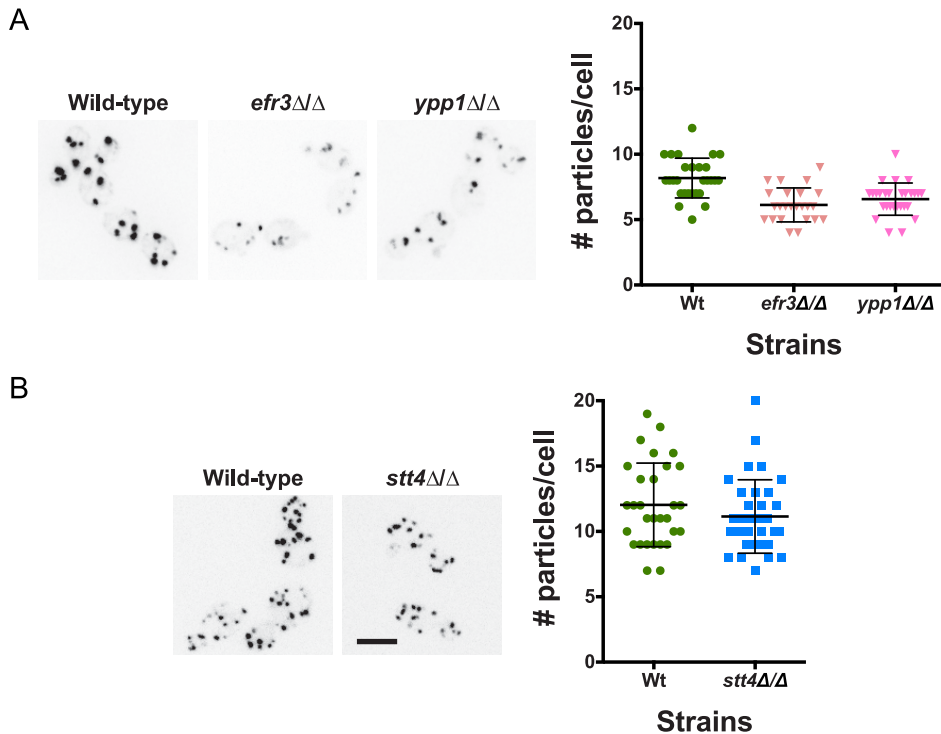 A
Wild-type efr3Δ/Δ ypp1Δ/Δ
# particles/cell
20
15
10
5
0
Wt efr3Δ/Δ ypp1Δ/Δ
Strains
B
Wild-type stt4Δ/Δ
# particles/cell
20
15
10
5
0
Wt stt4Δ/Δ
Strains